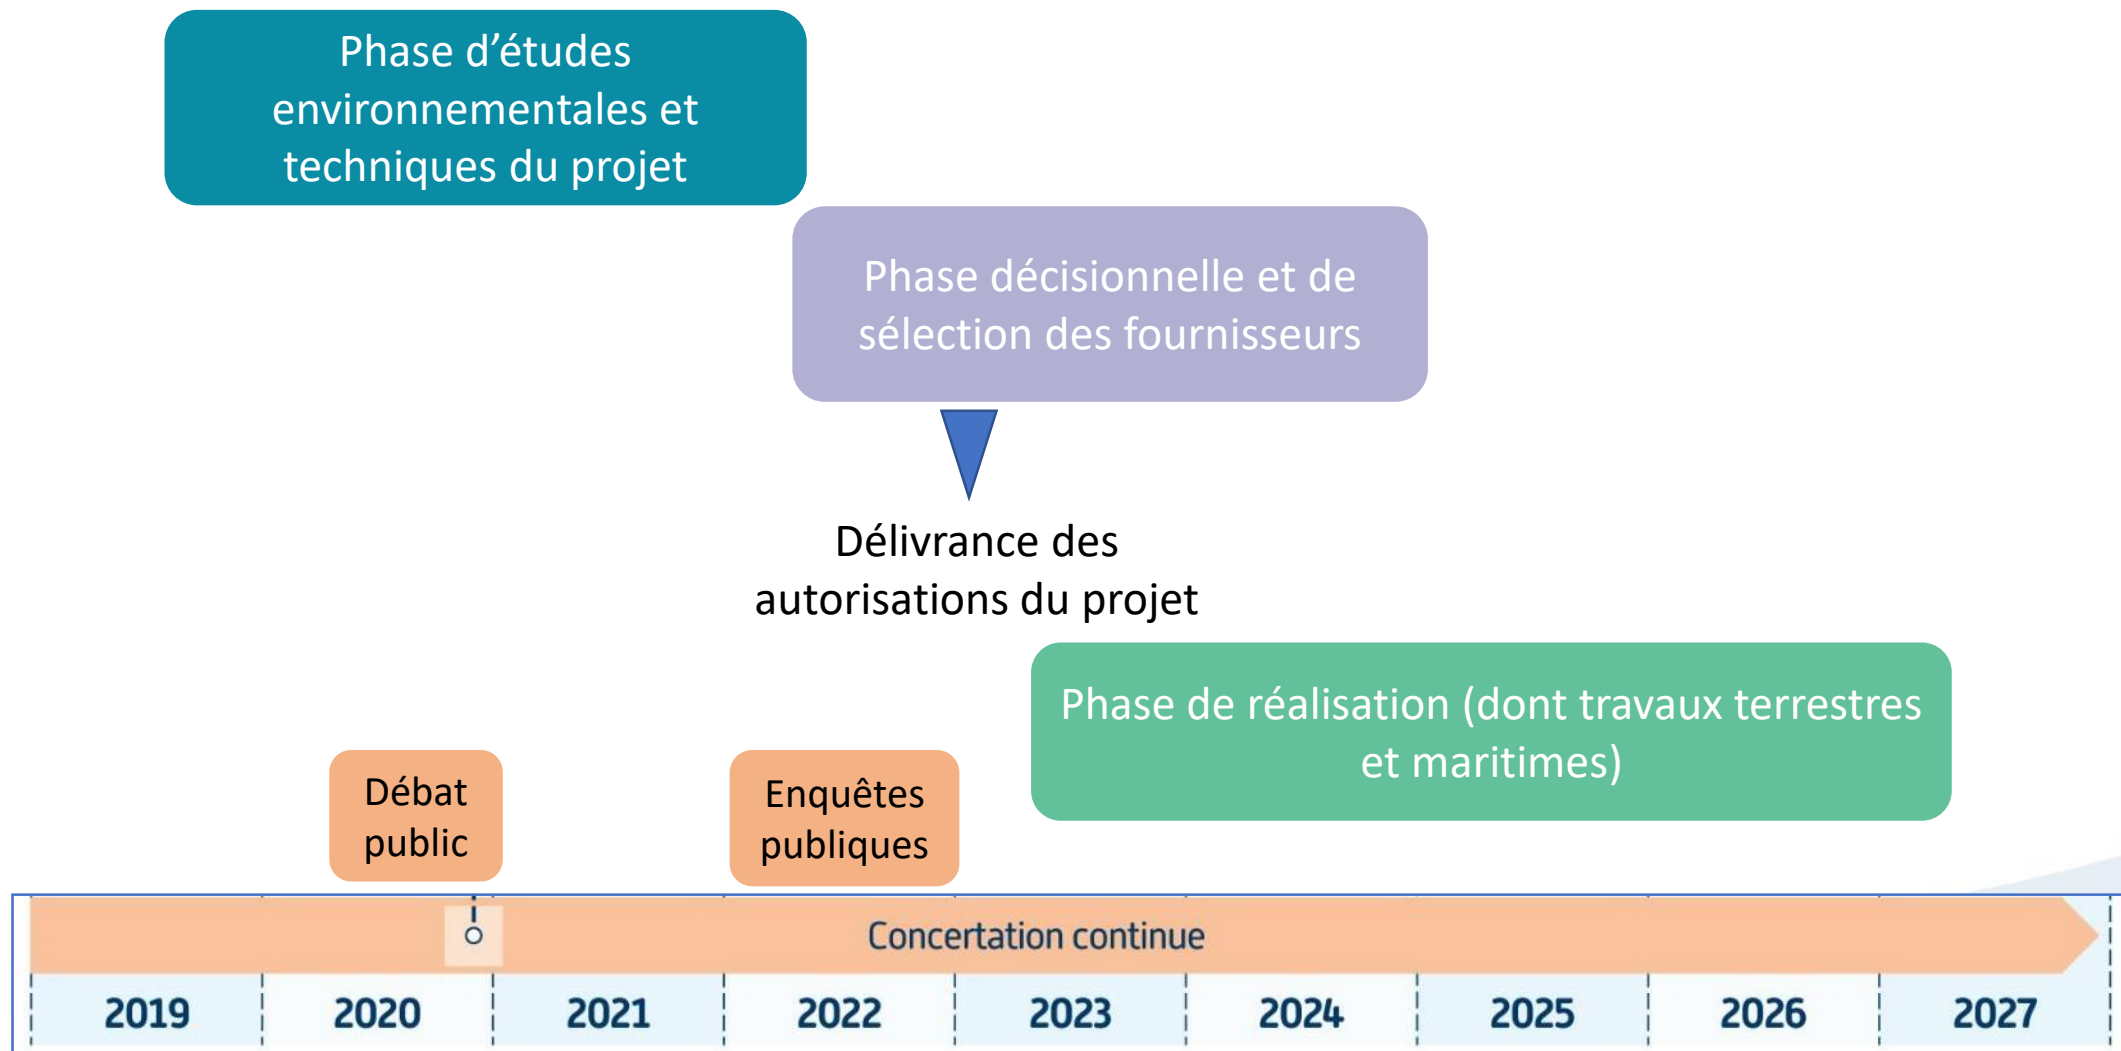 Phase d’études
environnementales et
techniques du projet
Phase décisionnelle et de
sélection des fournisseurs
Délivrance des
autorisations du projet
Phase de réalisation (dont travaux terrestres
et maritimes)
Débat
public
Enquêtes
publiques
Concertation continue
2019 2020 2021 2022 2023 2024 2025 2026 2027